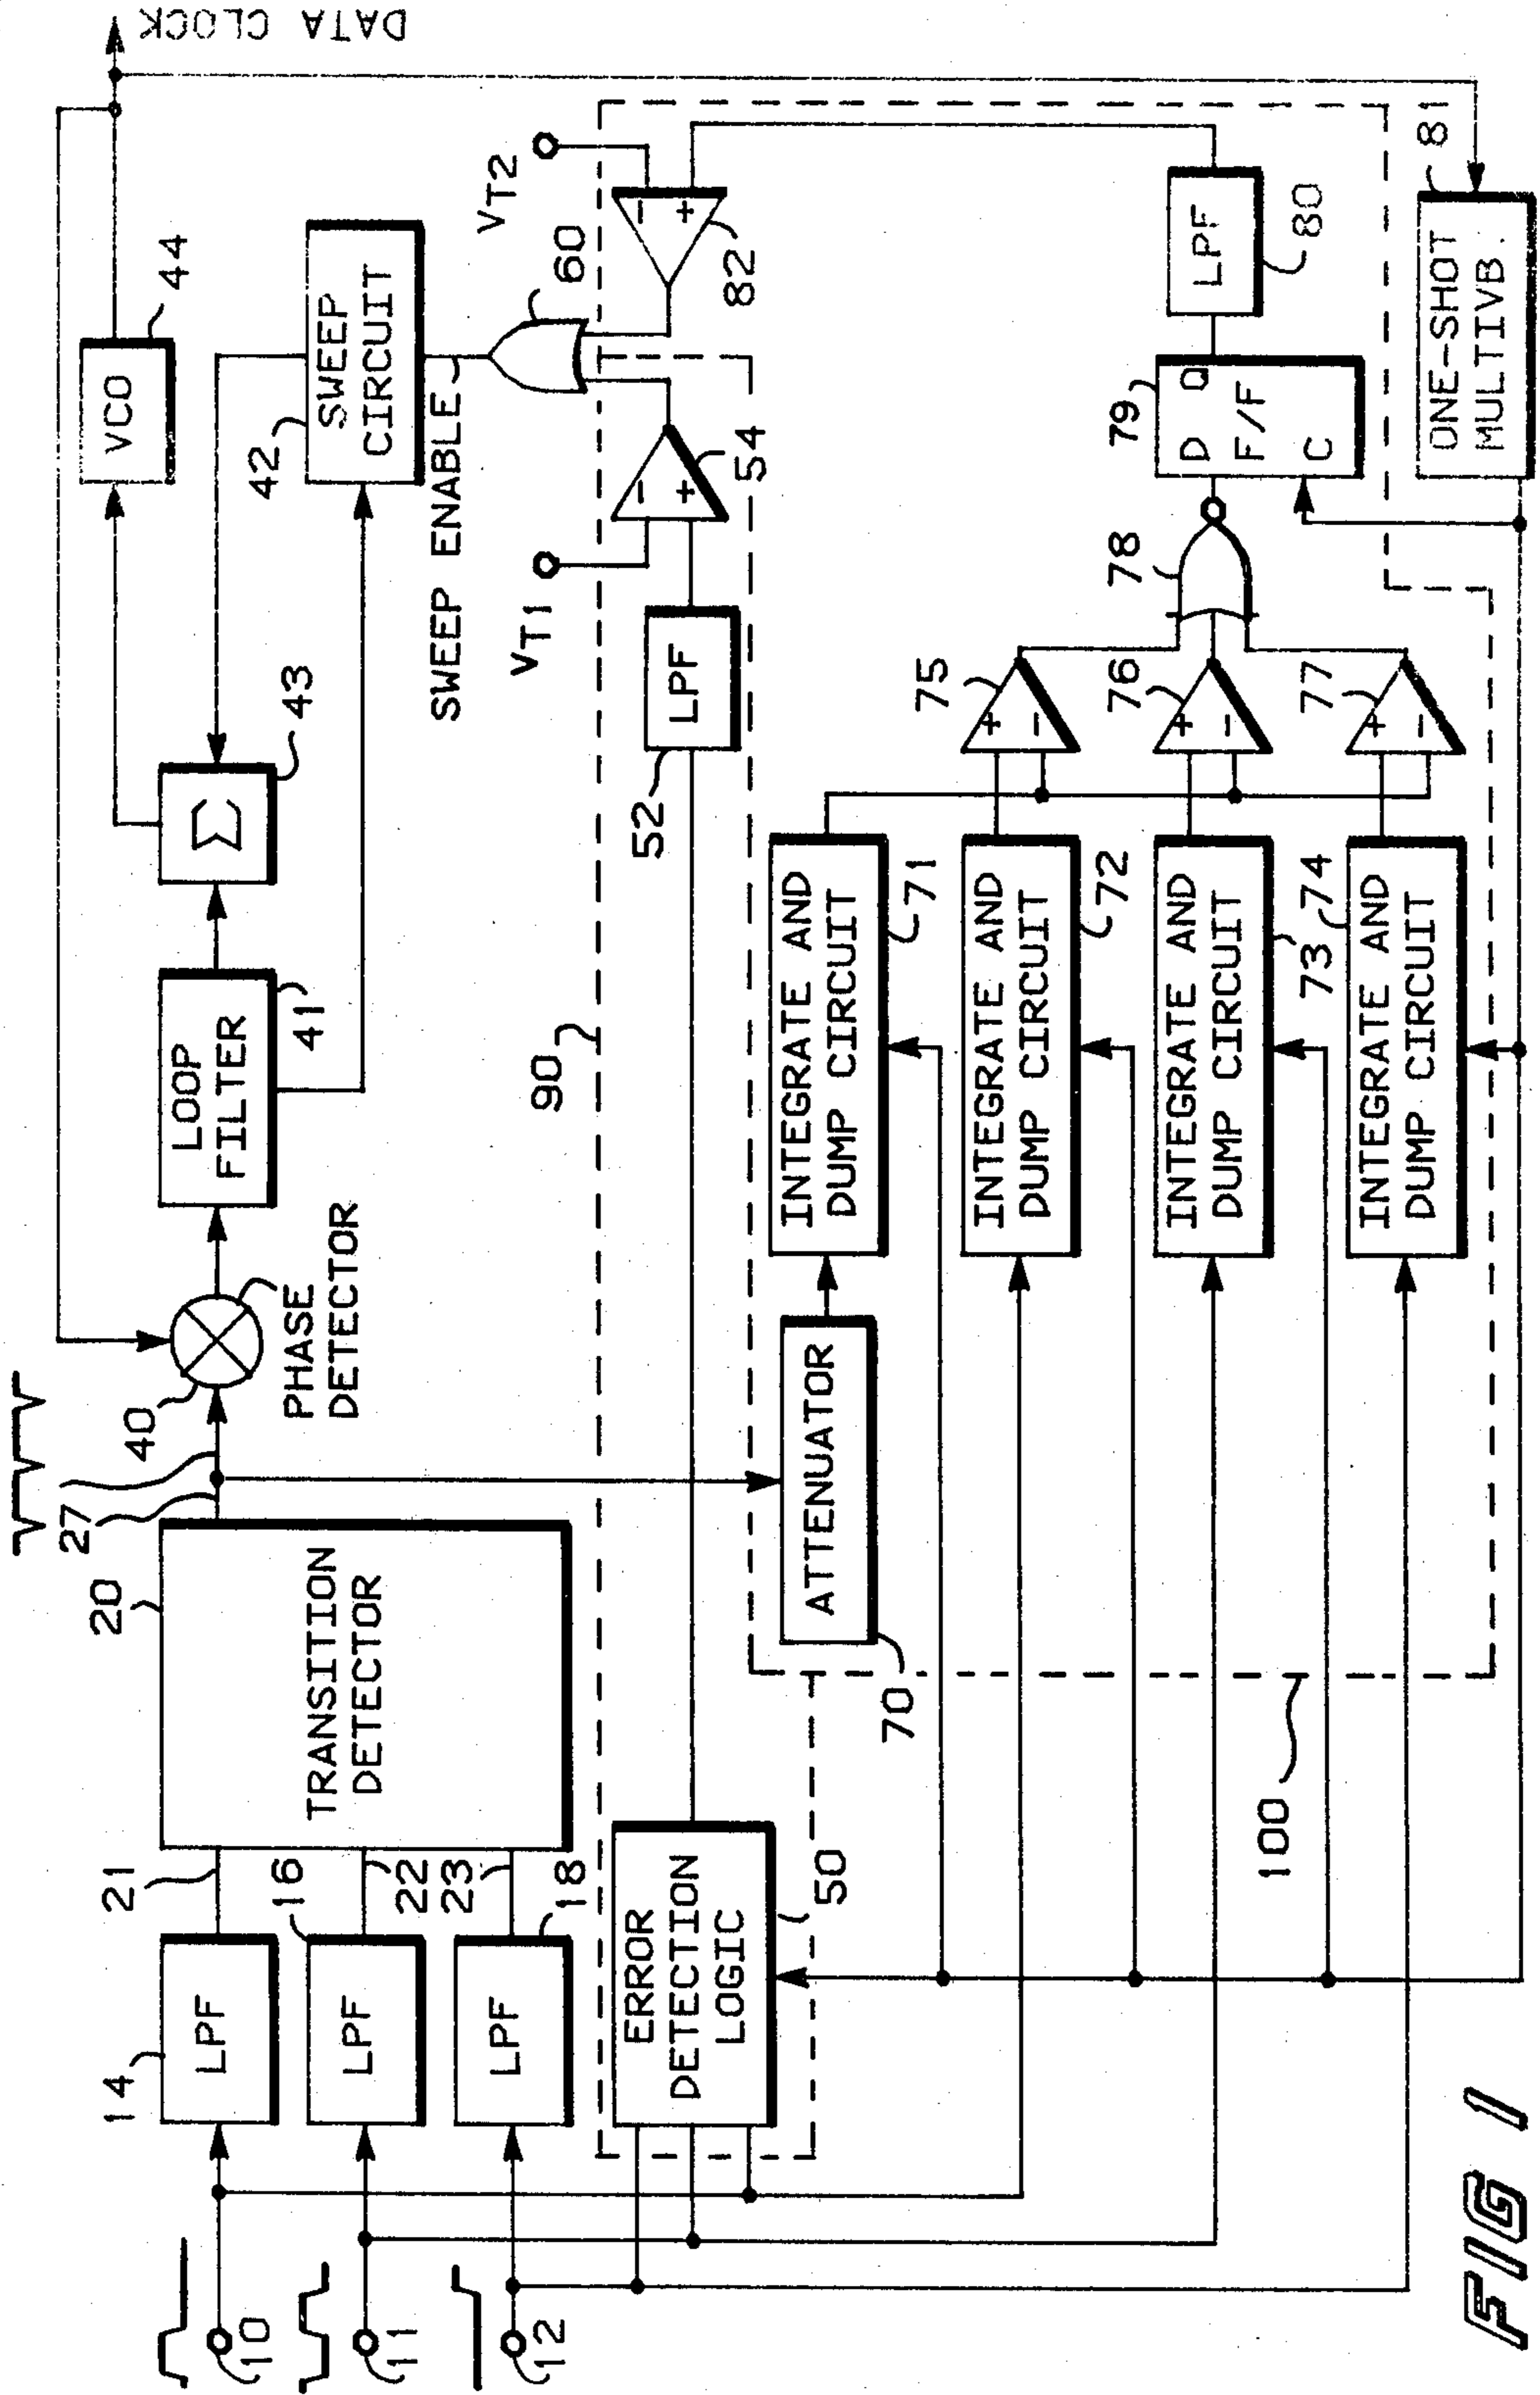 27
40
PHASE
DETECTOR
LOOP
FILTER
41
Σ
43
VCO
44
DATA CLOCK
42
SWEEP
CIRCUIT
SWEEP ENABLE
60
VT1
VT2
10
11
12
14
LPF
16
LPF
18
LPF
21
22
23
20
TRANSITION
DETECTOR
90
ERROR
DETECTION
LOGIC
50
52
LPF
-
+
54
-
+
82
70
ATTENUATOR
INTEGRATE AND
DUMP CIRCUIT
71
INTEGRATE AND
DUMP CIRCUIT
72
INTEGRATE AND
DUMP CIRCUIT
73
INTEGRATE AND
DUMP CIRCUIT
74
75
+
-
76
+
-
77
+
-
78
79
D Q
F/F
C
LPF
80
ONE-SHOT
MULTIVB.
81
100
FIG 1